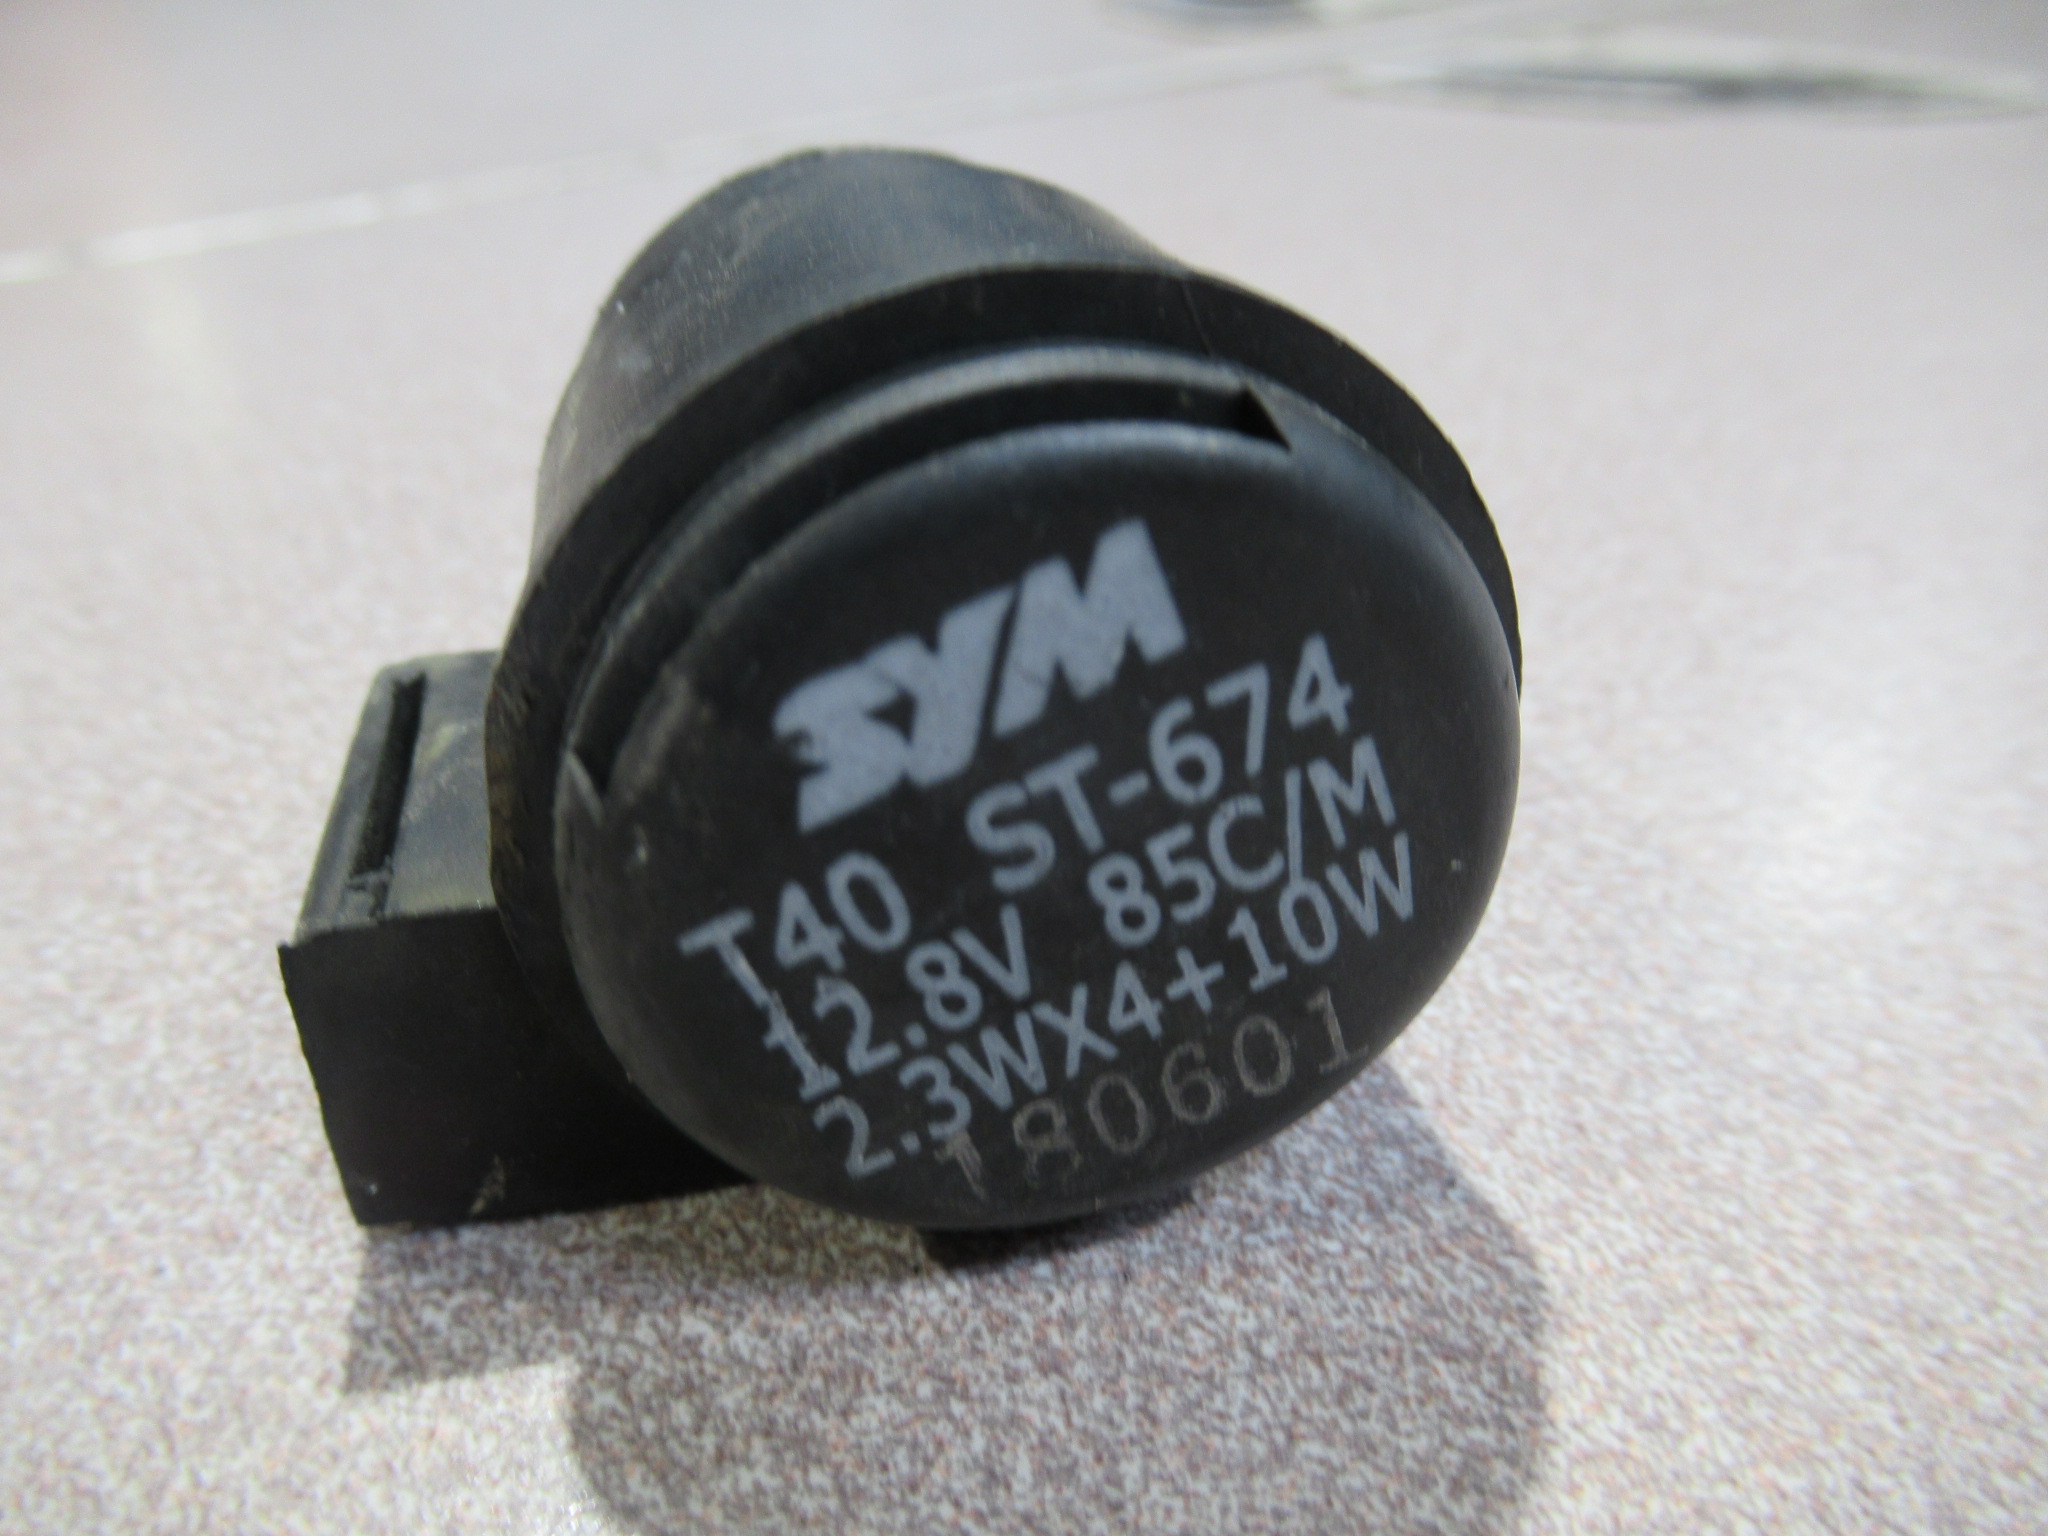 SYM
T40 ST-674
12.8V 85C/M
2.3WX4+10W
180601